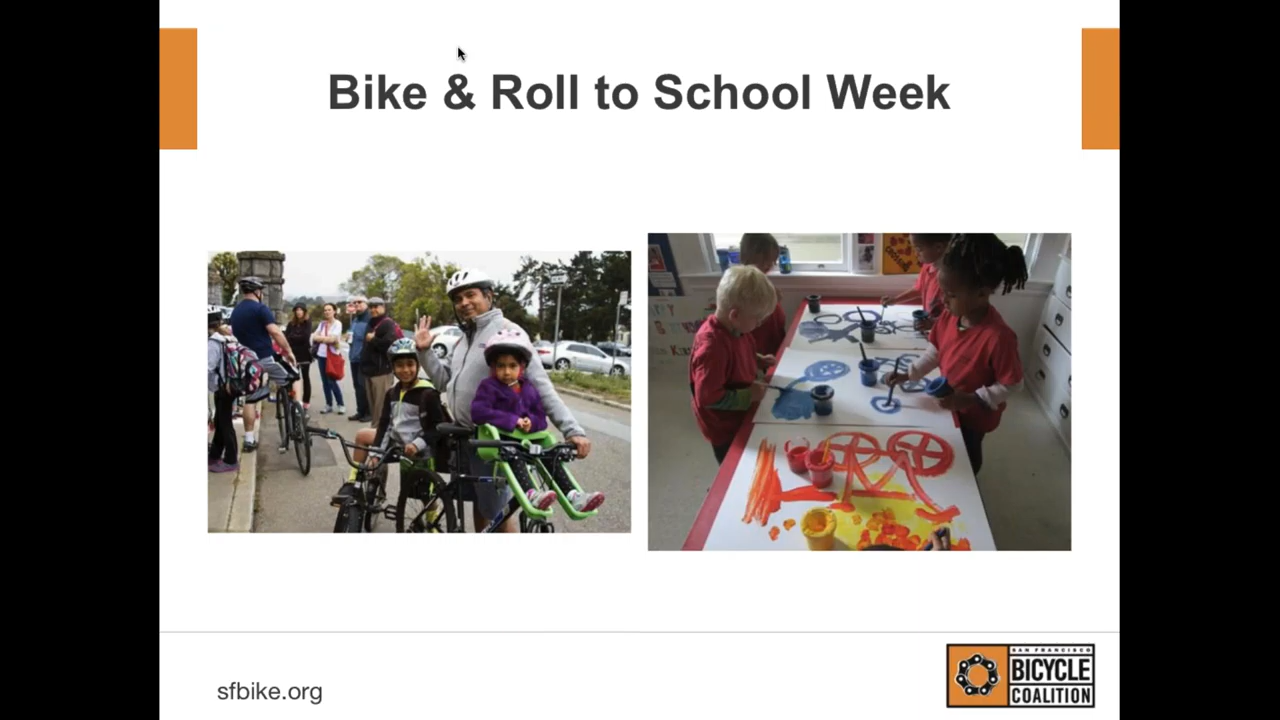 Bike & Roll to School Week
sfbike.org
SAN FRANCISCO
BICYCLE
COALITION